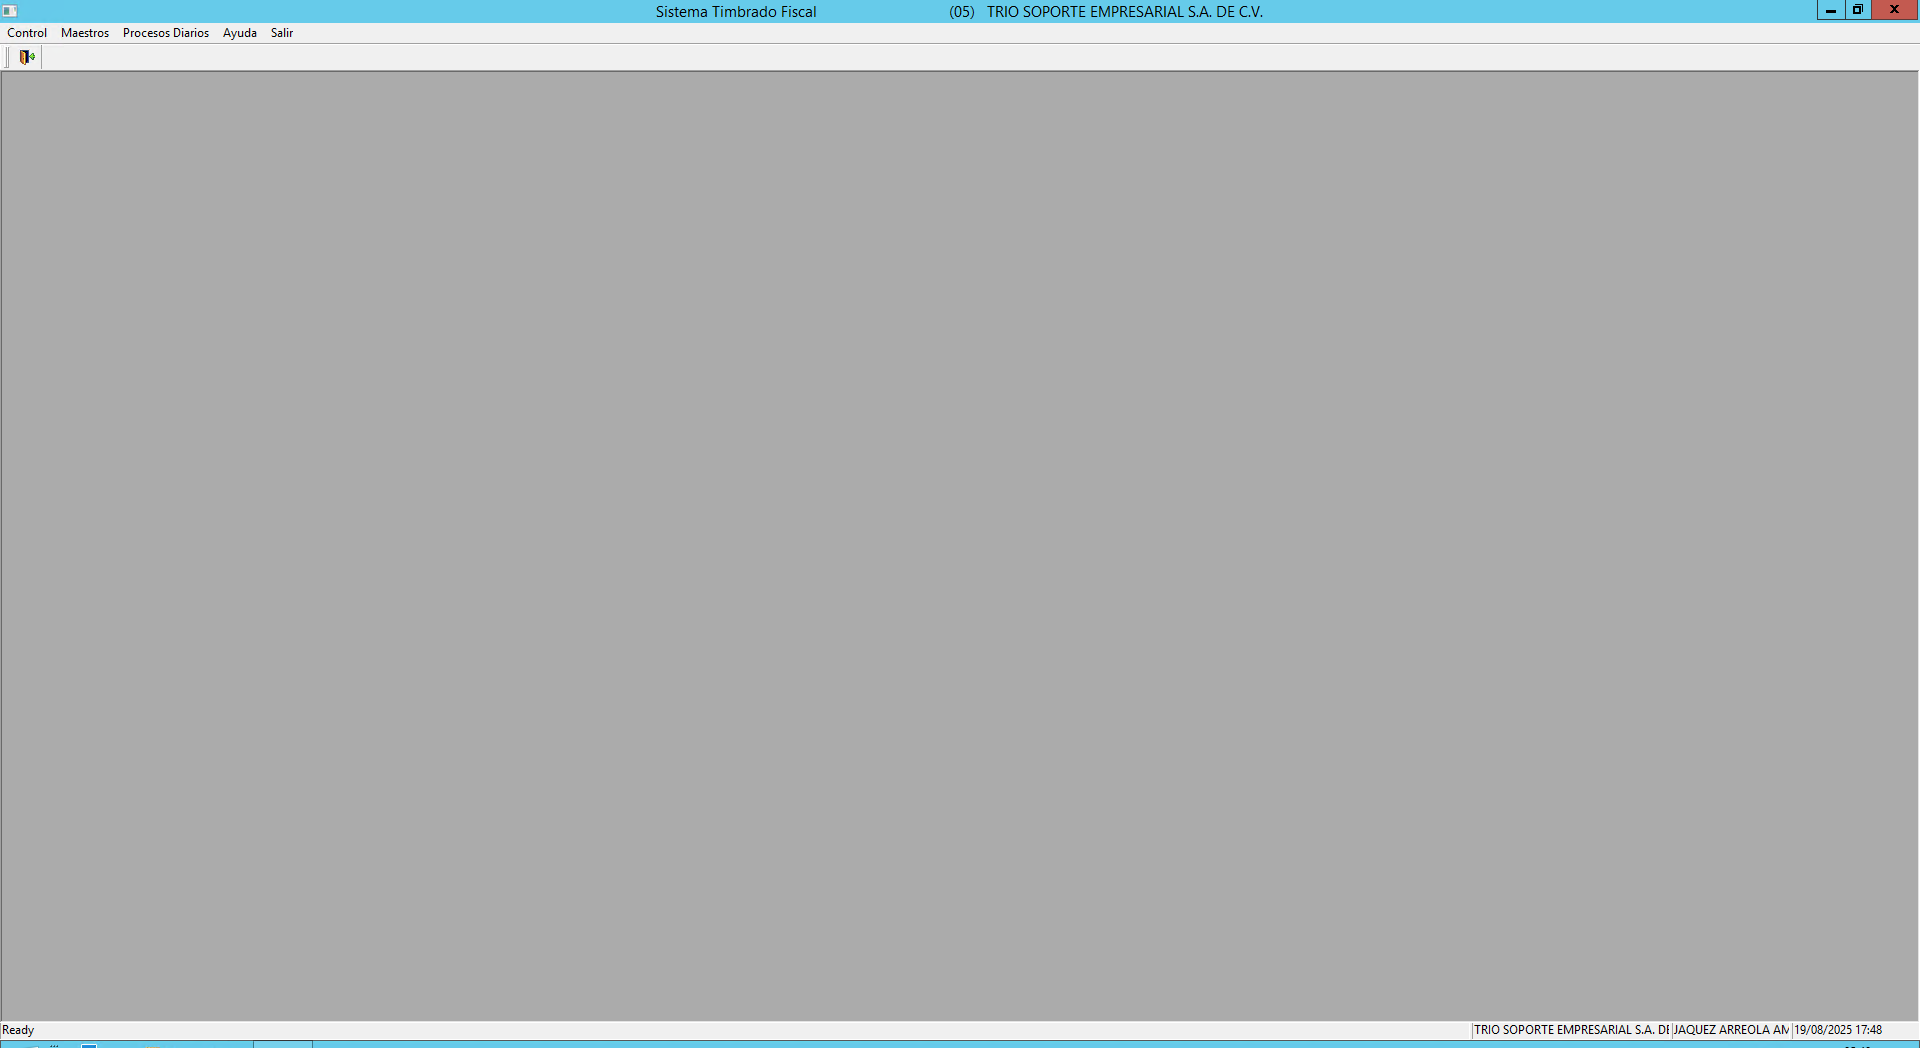 Sistema Timbrado Fiscal (05) TRIO SOPORTE EMPRESARIAL S.A. DE C.V.
Control Maestros Procesos Diarios Ayuda Salir
Ready TRIO SOPORTE EMPRESARIAL S.A. DE JAQUEZ ARREOLA AM 19/08/2025 17:48